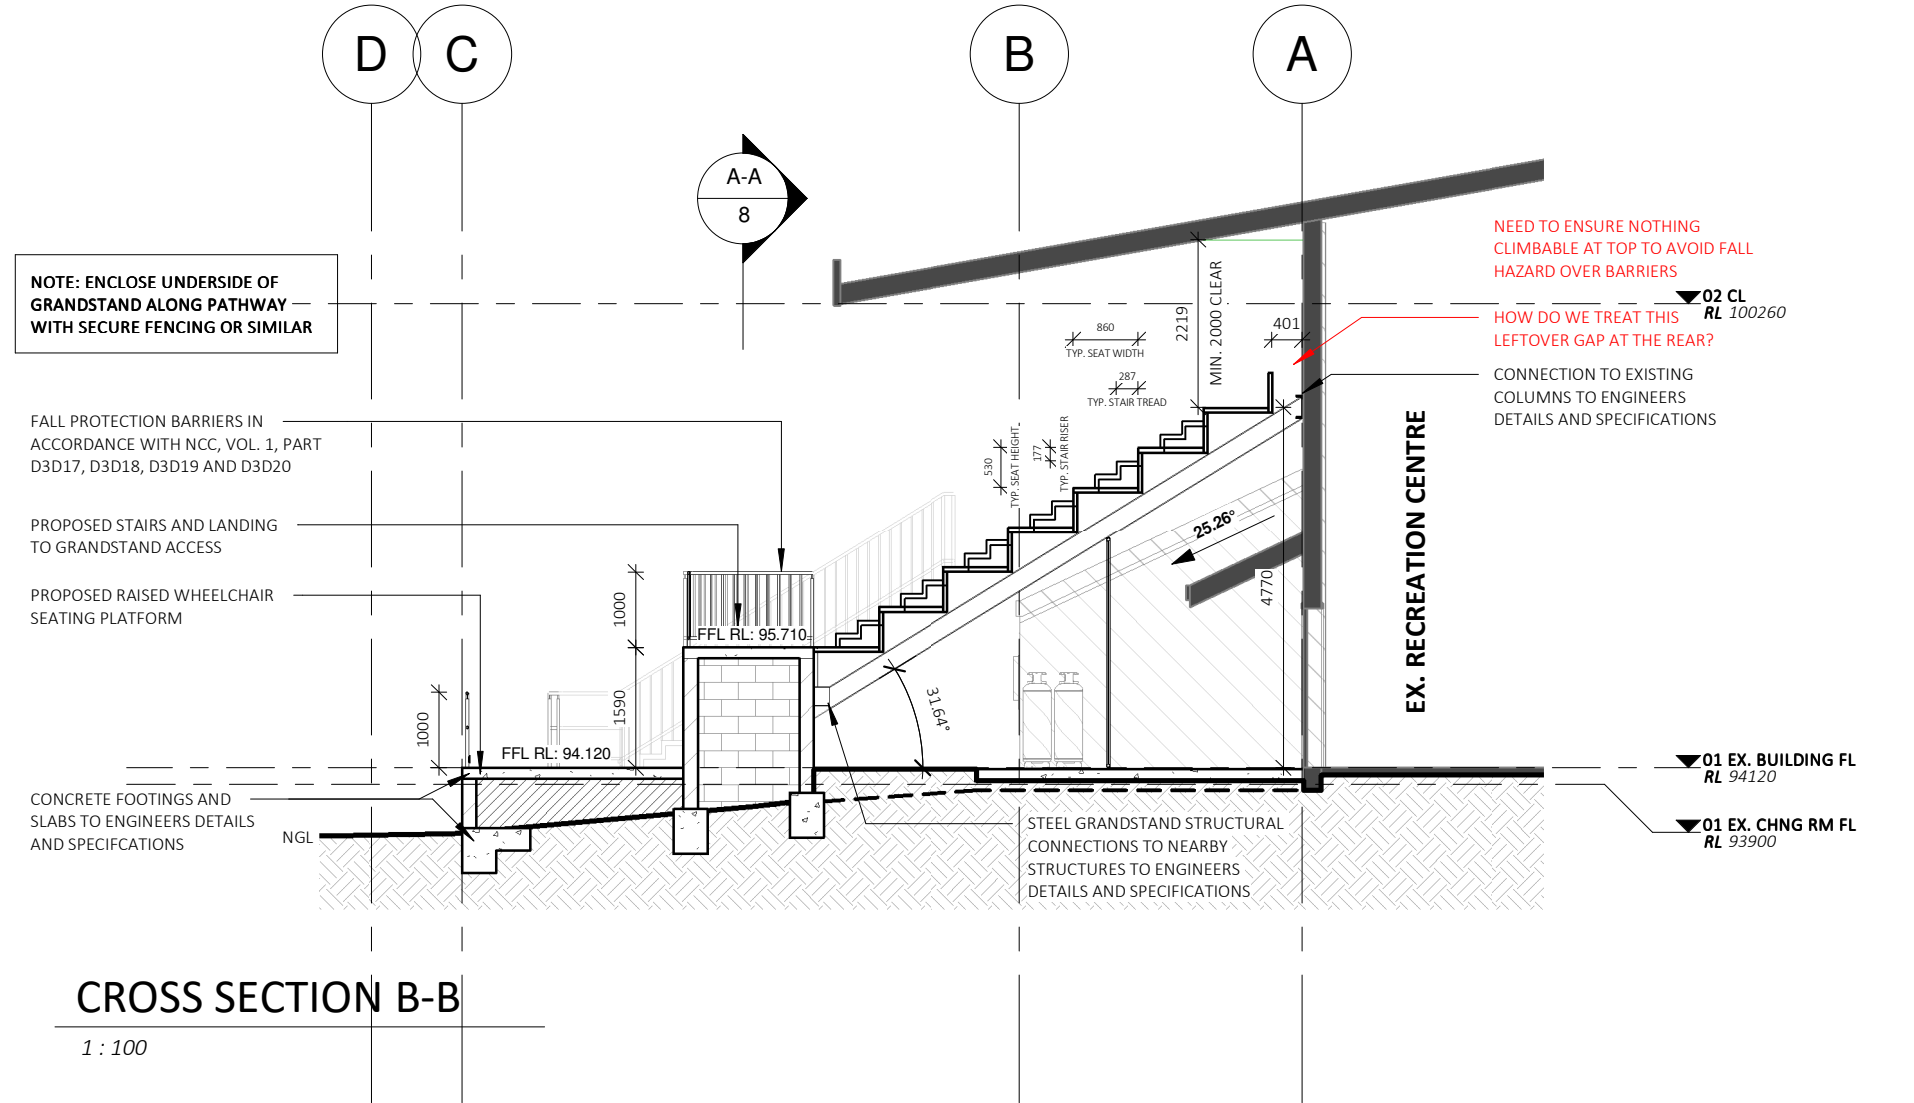 D
C
B
A
A-A
8
NOTE: ENCLOSE UNDERSIDE OF
GRANDSTAND ALONG PATHWAY
WITH SECURE FENCING OR SIMILAR
NEED TO ENSURE NOTHING
CLIMBABLE AT TOP TO AVOID FALL
HAZARD OVER BARRIERS
02 CL
RL 100260
HOW DO WE TREAT THIS
LEFTOVER GAP AT THE REAR?
CONNECTION TO EXISTING
COLUMNS TO ENGINEERS
DETAILS AND SPECIFICATIONS
2219
MIN. 2000 CLEAR
401
860
TYP. SEAT WIDTH
287
TYP. STAIR TREAD
530
TYP. SEAT HEIGHT
177
TYP. STAIR RISER
FALL PROTECTION BARRIERS IN
ACCORDANCE WITH NCC, VOL. 1, PART
D3D17, D3D18, D3D19 AND D3D20
PROPOSED STAIRS AND LANDING
TO GRANDSTAND ACCESS
PROPOSED RAISED WHEELCHAIR
SEATING PLATFORM
EX. RECREATION CENTRE
25.26°
4770
1000
FFL RL: 95.710
1590
31.64°
1000
FFL RL: 94.120
01 EX. BUILDING FL
RL 94120
01 EX. CHNG RM FL
RL 93900
CONCRETE FOOTINGS AND
SLABS TO ENGINEERS DETAILS
AND SPECIFCATIONS
NGL
STEEL GRANDSTAND STRUCTURAL
CONNECTIONS TO NEARBY
STRUCTURES TO ENGINEERS
DETAILS AND SPECIFICATIONS
CROSS SECTION B-B
1 : 100